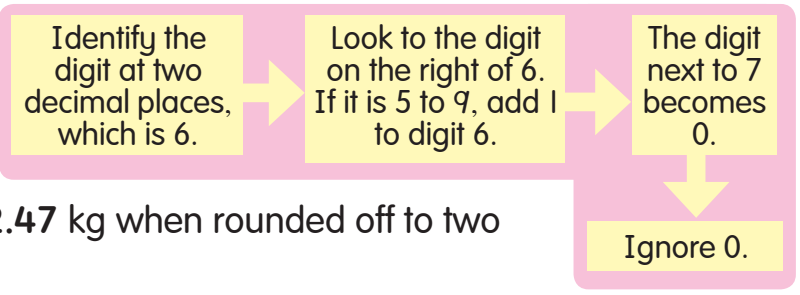 Identify the
digit at two
decimal places,
which is 6.
Look to the digit
on the right of 6.
If it is 5 to 9, add 1
to digit 6.
The digit
next to 7
becomes
0.
Ignore 0.
.47 kg when rounded off to two